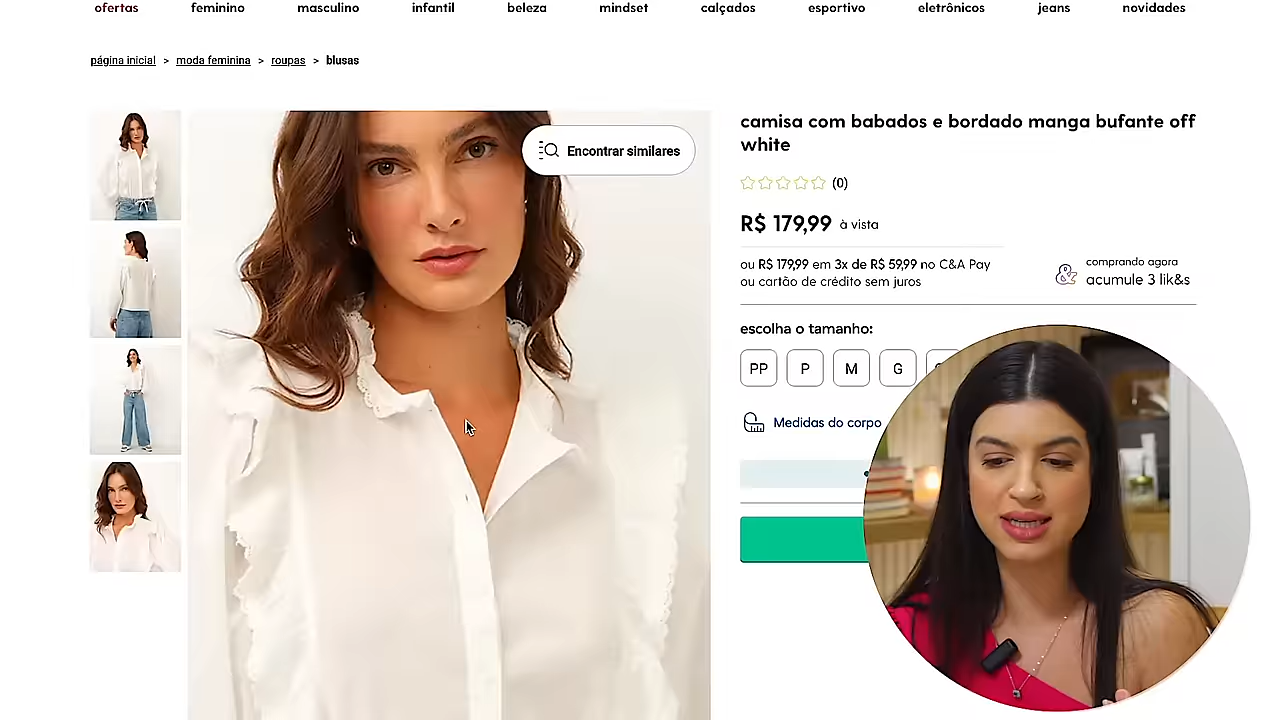 ofertas feminino masculino infantil beleza mindset calçados esportivo eletrônicos jeans novidades
página inicial > moda feminina > roupas > blusas
Encontrar similares
camisa com babados e bordado manga bufante off
white
(0)
R$ 179,99 à vista
ou R$ 179,99 em 3x de R$ 59,99 no C&A Pay
ou cartão de crédito sem juros
comprando agora
acumule 3 lik&s
escolha o tamanho:
PP P M G
Medidas do corpo